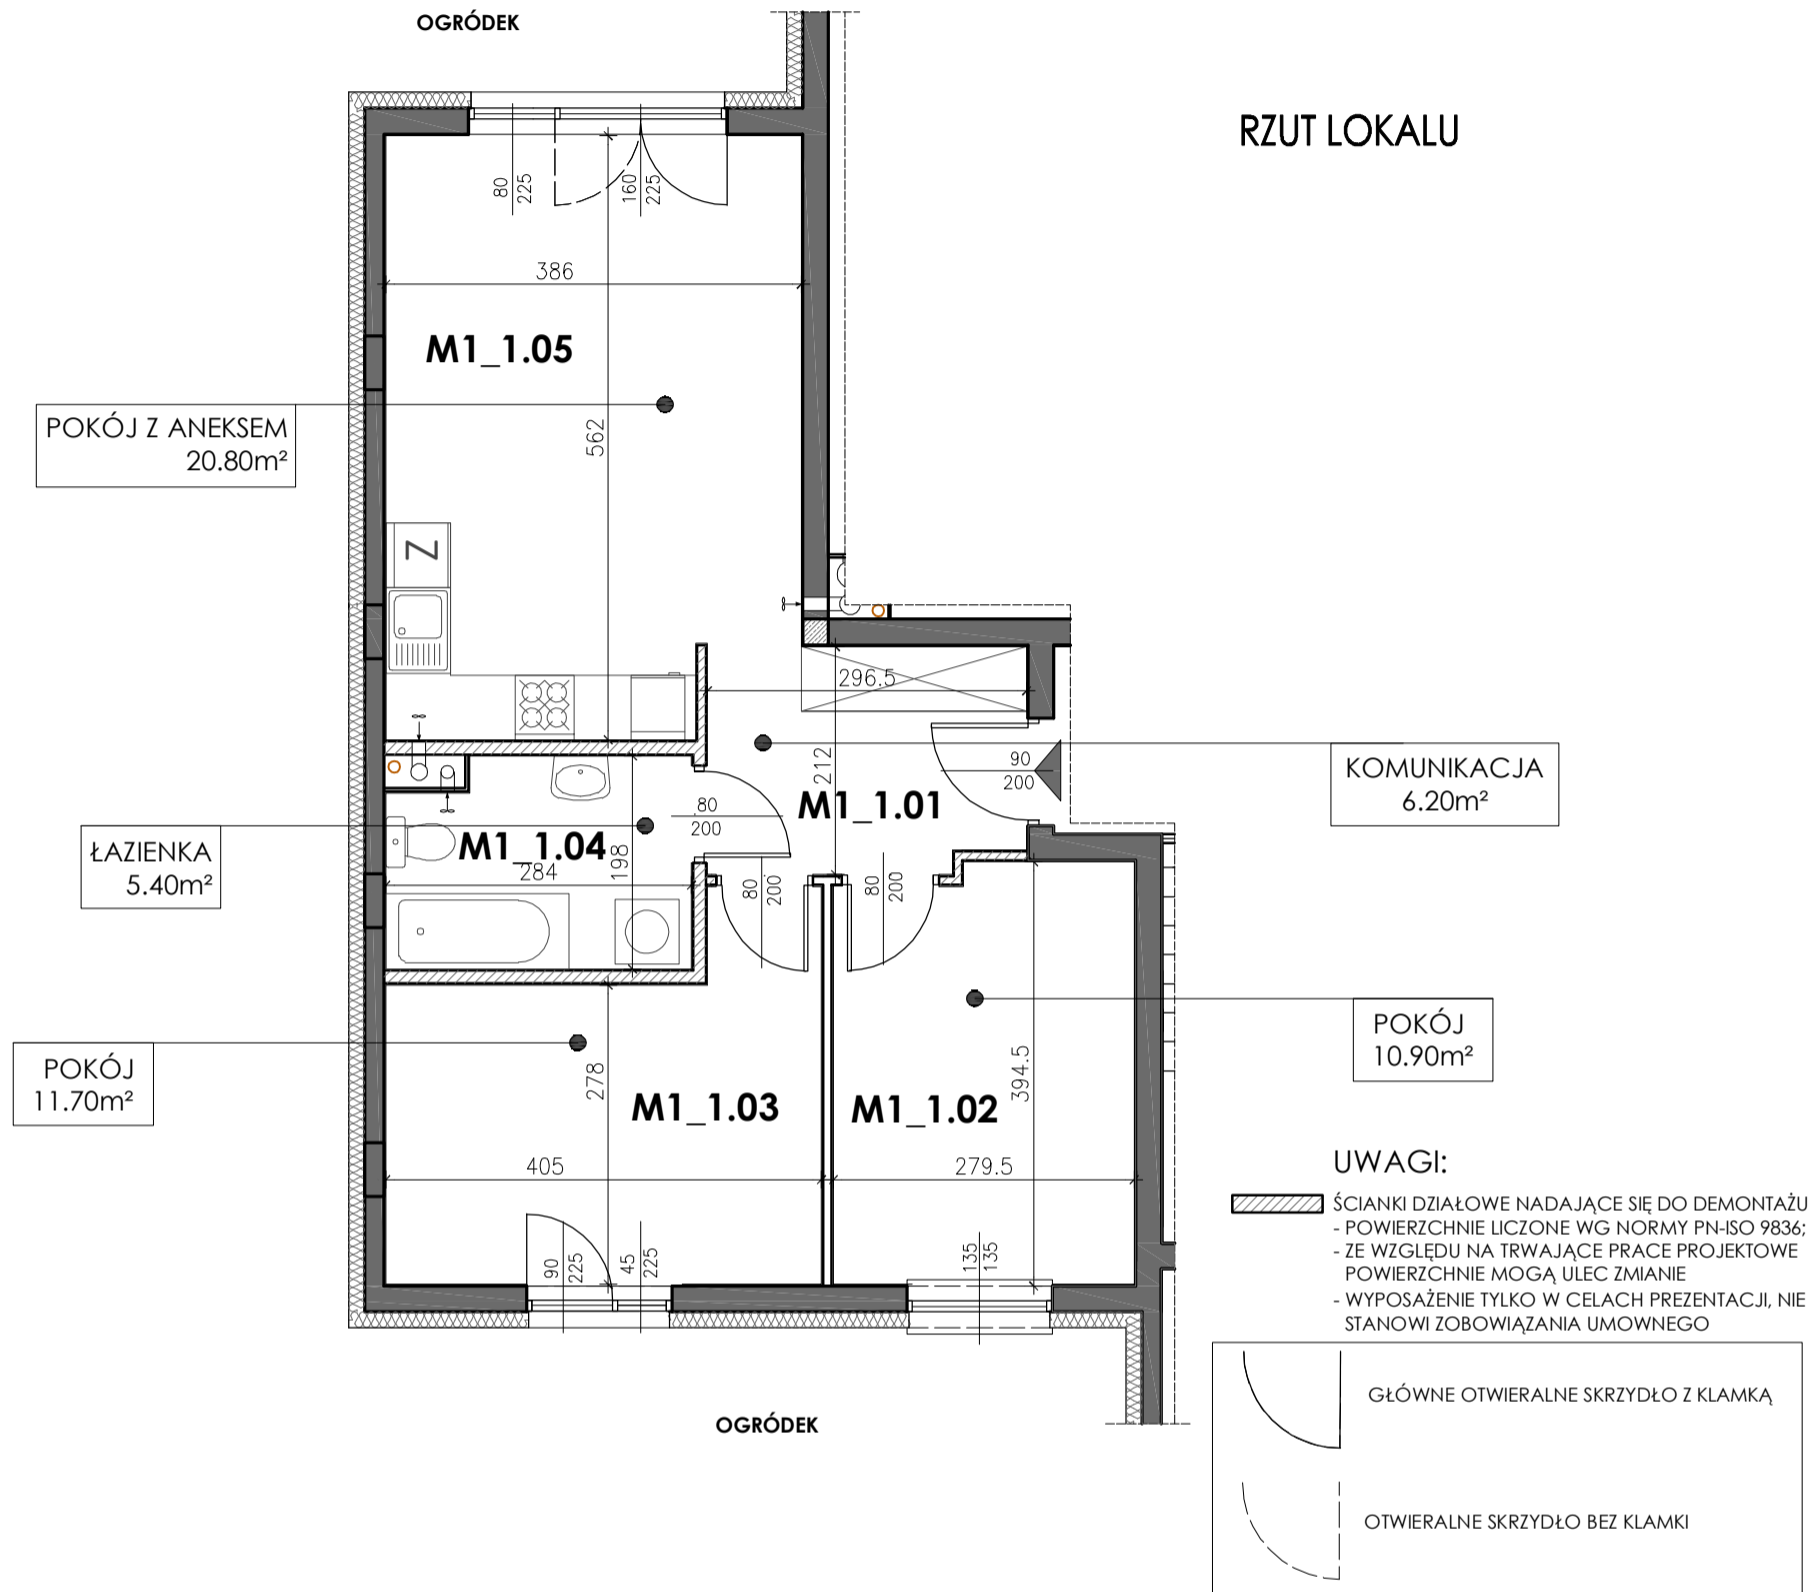 OGRÓDEK
RZUT LOKALU
80
225
160
225
386
M1_1.05
POKÓJ Z ANEKSEM
20.80m²
562
Z
296.5
212
90
200
KOMUNIKACJA
6.20m²
M1_1.01
80
200
M1_1.04
ŁAZIENKA
5.40m²
284
198
80
200
80
200
POKÓJ
10.90m²
POKÓJ
11.70m²
278
394.5
M1_1.03
M1_1.02
405
279.5
90
225
45
225
135
135
UWAGI:
ŚCIANKI DZIAŁOWE NADAJĄCE SIĘ DO DEMONTAŻU
- POWIERZCHNIE LICZONE WG NORMY PN-ISO 9836;
- ZE WZGLĘDU NA TRWAJĄCE PRACE PROJEKTOWE
POWIERZCHNIE MOGĄ ULEC ZMIANIE
- WYPOSAŻENIE TYLKO W CELACH PREZENTACJI, NIE
STANOWI ZOBOWIĄZANIA UMOWNEGO
GŁÓWNE OTWIERALNE SKRZYDŁO Z KLAMKĄ
OGRÓDEK
OTWIERALNE SKRZYDŁO BEZ KLAMKI